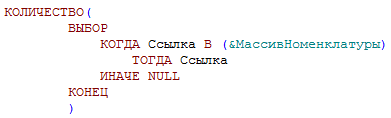 КОЛИЧЕСТВО(
ВЫБОР
КОГДА Ссылка В (&МассивНоменклатуры)
ТОГДА Ссылка
ИНАЧЕ NULL
КОНЕЦ
)